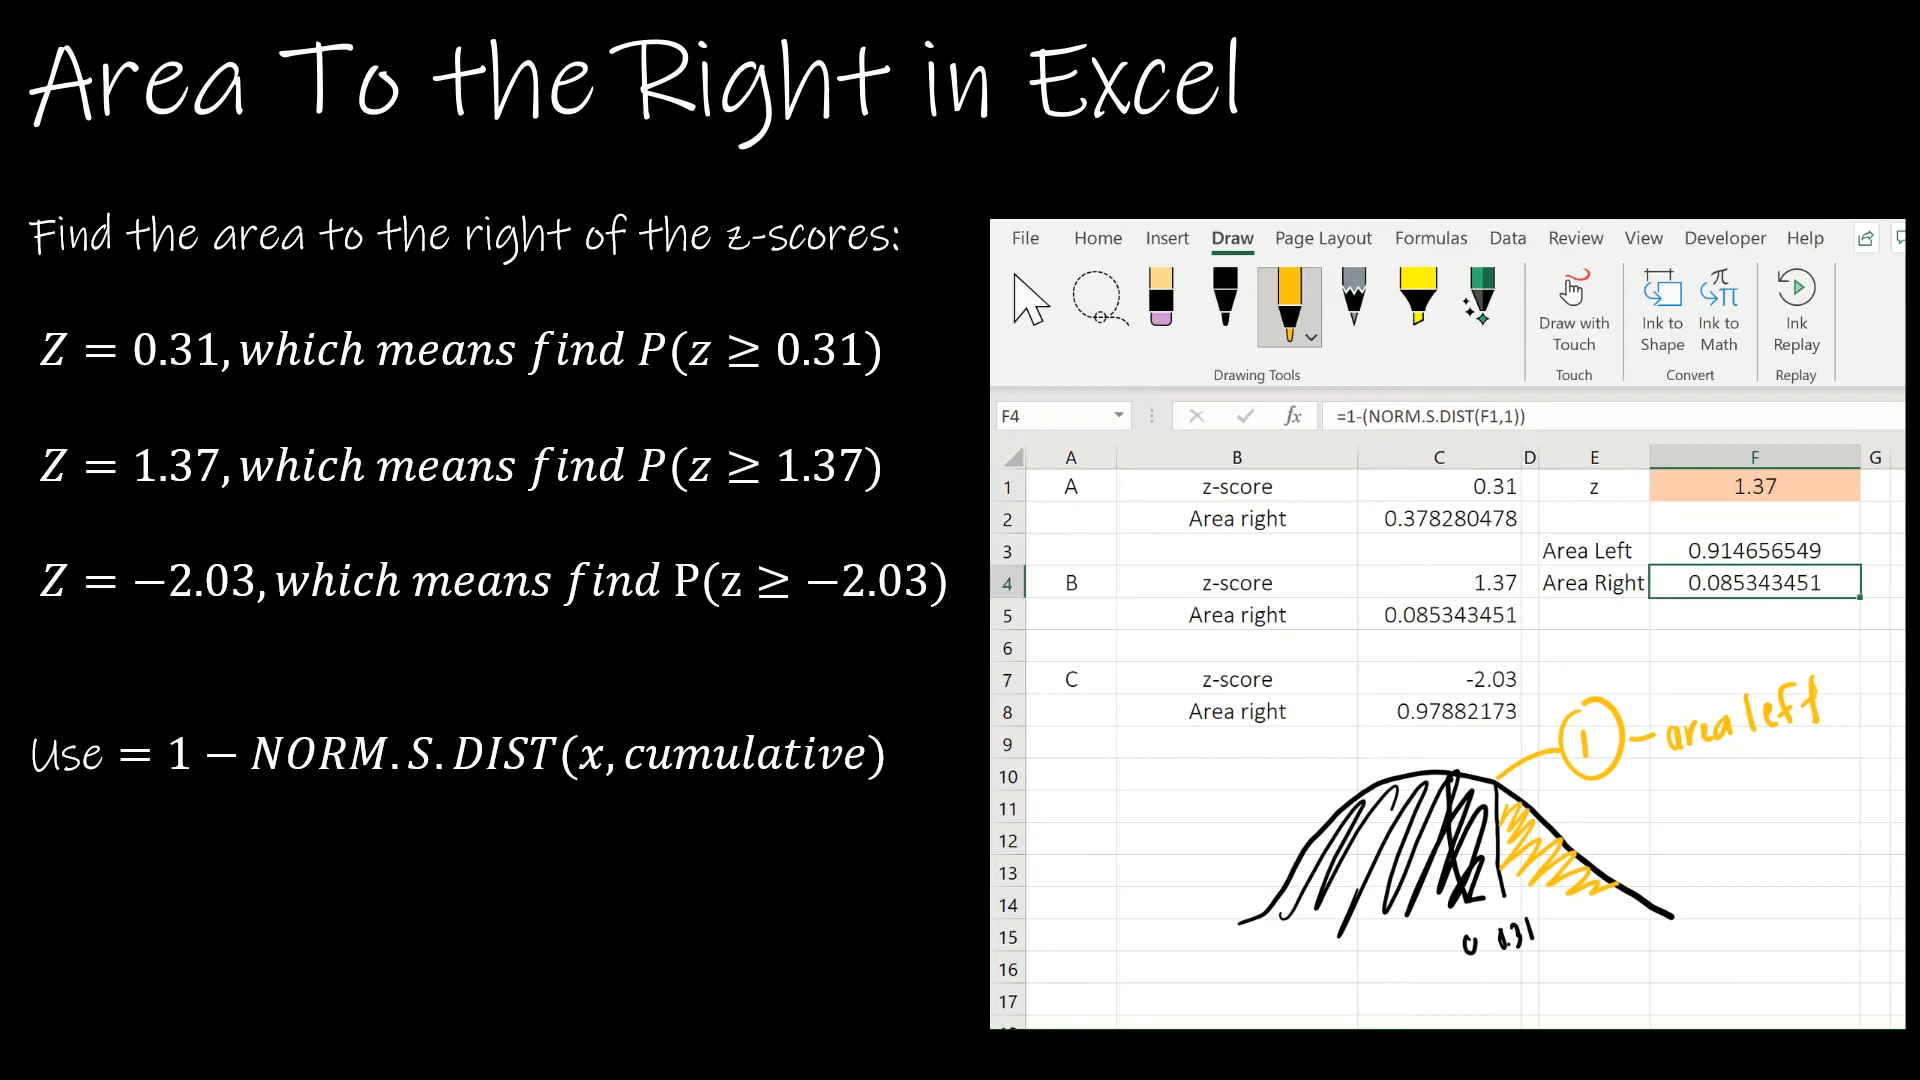 Area To the Right in Excel
Find the area to the right of the z-scores:
Z = 0.31, which means find P(z ≥ 0.31)
Z = 1.37, which means find P(z ≥ 1.37)
Z = −2.03, which means find P(z ≥ −2.03)
Use = 1 − NORM.S.DIST(x, cumulative)
File Home Insert Draw Page Layout Formulas Data Review View Developer Help
Draw with Touch
Ink to Shape
Ink to Math
Ink Replay
Drawing Tools Touch Convert Replay
F4 fx =1-(NORM.S.DIST(F1,1))
A B C D E F G
1 A z-score 0.31 z 1.37
2 Area right 0.378280478
3 Area Left 0.914656549
4 B z-score 1.37 Area Right 0.085343451
5 Area right 0.085343451
6
7 C z-score -2.03
8 Area right 0.97882173
9
10
11
12
13
14
15
16
17
1 - area left
0 0.31